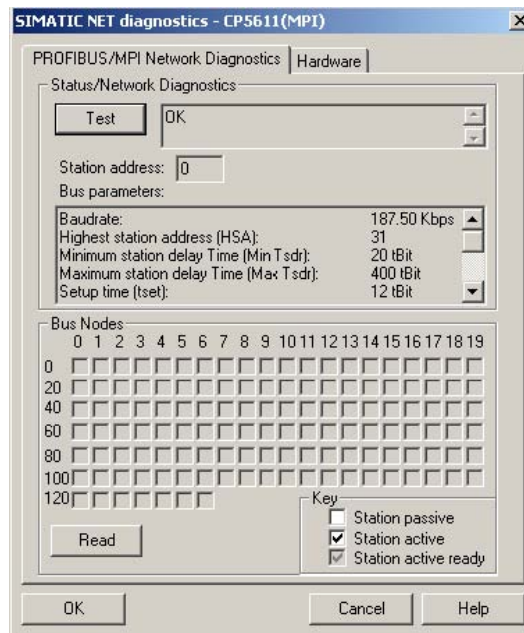 SIMATIC NET diagnostics - CP5611(MPI)
PROFIBUS/MPI Network Diagnostics Hardware
Status/Network Diagnostics
Test OK
Station address: 0
Bus parameters:
Baudrate: 187.50 Kbps
Highest station address (HSA): 31
Minimum station delay Time (Min Tsdr): 20 tBit
Maximum station delay Time (Max Tsdr): 400 tBit
Setup time (tset): 12 tBit
Bus Nodes
0 1 2 3 4 5 6 7 8 9 10 11 12 13 14 15 16 17 18 19
0
20
40
60
80
100
120
Key
Station passive
Station active
Station active ready
Read
OK Cancel Help